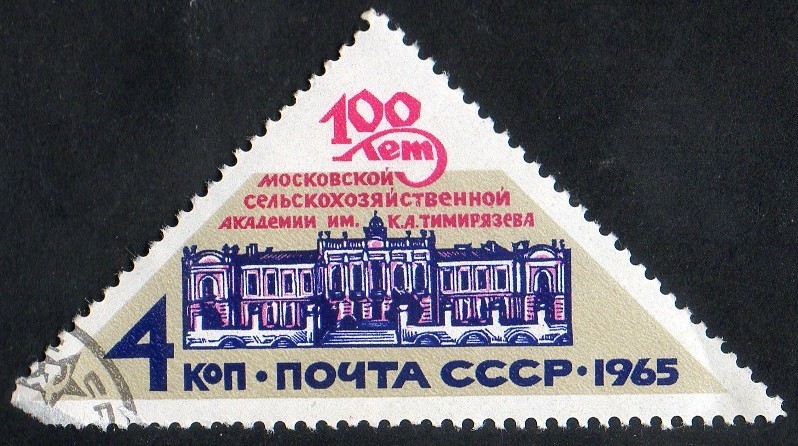 100
лет
МОСКОВСКОЙ
СЕЛЬСКОХОЗЯЙСТВЕННОЙ
АКАДЕМИИ ИМ. К.А.ТИМИРЯЗЕВА
4 КОП • ПОЧТА СССР • 1965